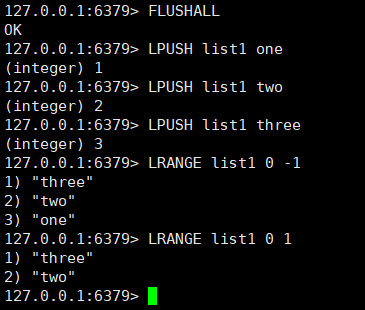 127.0.0.1:6379> FLUSHALL
OK
127.0.0.1:6379> LPUSH list1 one
(integer) 1
127.0.0.1:6379> LPUSH list1 two
(integer) 2
127.0.0.1:6379> LPUSH list1 three
(integer) 3
127.0.0.1:6379> LRANGE list1 0 -1
1) "three"
2) "two"
3) "one"
127.0.0.1:6379> LRANGE list1 0 1
1) "three"
2) "two"
127.0.0.1:6379>